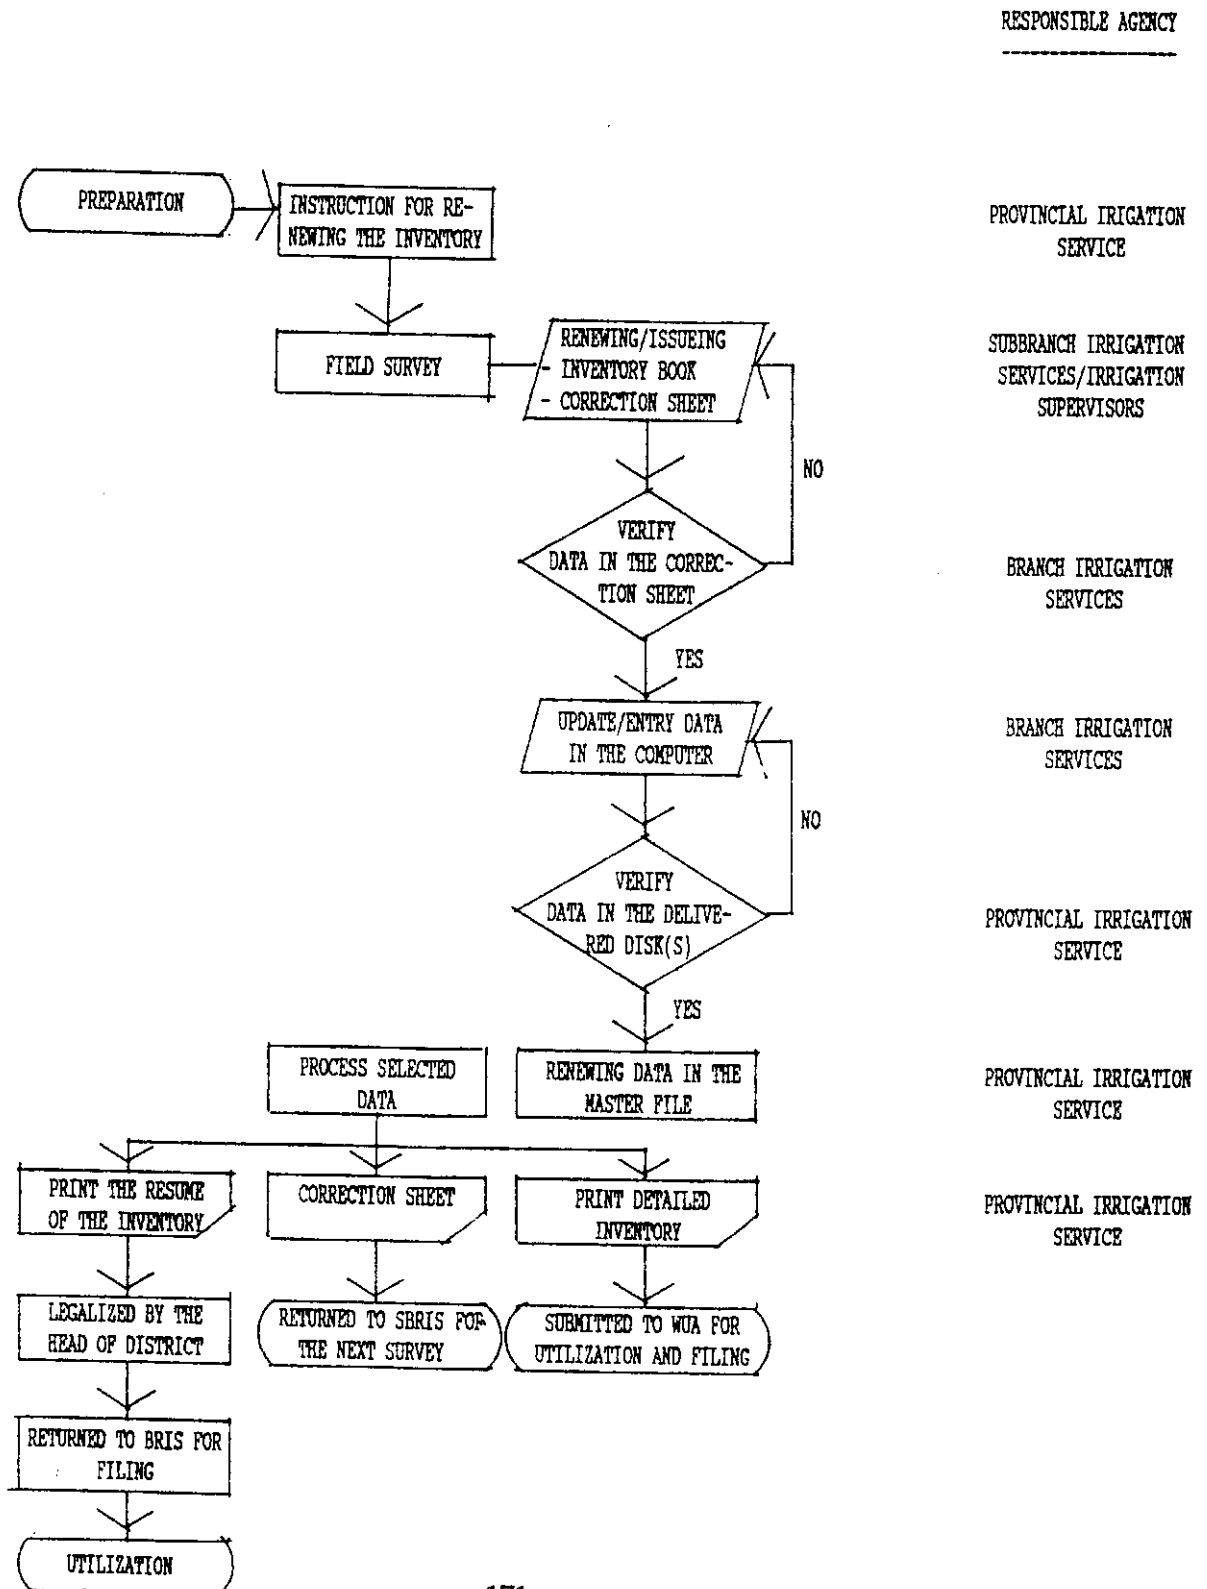 RESPONSIBLE AGENCY
PREPARATION
INSTRUCTION FOR RE-
NEWING THE INVENTORY
PROVINCIAL IRIGATION
SERVICE
FIELD SURVEY
RENEWING/ISSUEING
- INVENTORY BOOK
- CORRECTION SHEET
SUBBRANCH IRRIGATION
SERVICES/IRRIGATION
SUPERVISORS
NO
VERIFY
DATA IN THE CORREC-
TION SHEET
BRANCH IRRIGATION
SERVICES
YES
UPDATE/ENTRY DATA
IN THE COMPUTER
BRANCH IRRIGATION
SERVICES
NO
VERIFY
DATA IN THE DELIVE-
RED DISK(S)
PROVINCIAL IRRIGATION
SERVICE
YES
PROCESS SELECTED
DATA
RENEWING DATA IN THE
MASTER FILE
PROVINCIAL IRRIGATION
SERVICE
PRINT THE RESUME
OF THE INVENTORY
CORRECTION SHEET
PRINT DETAILED
INVENTORY
PROVINCIAL IRRIGATION
SERVICE
LEGALIZED BY THE
HEAD OF DISTRICT
RETURNED TO SBRIS FOR
THE NEXT SURVEY
SUBMITTED TO WUA FOR
UTILIZATION AND FILING
RETURNED TO BRIS FOR
FILING
UTILIZATION